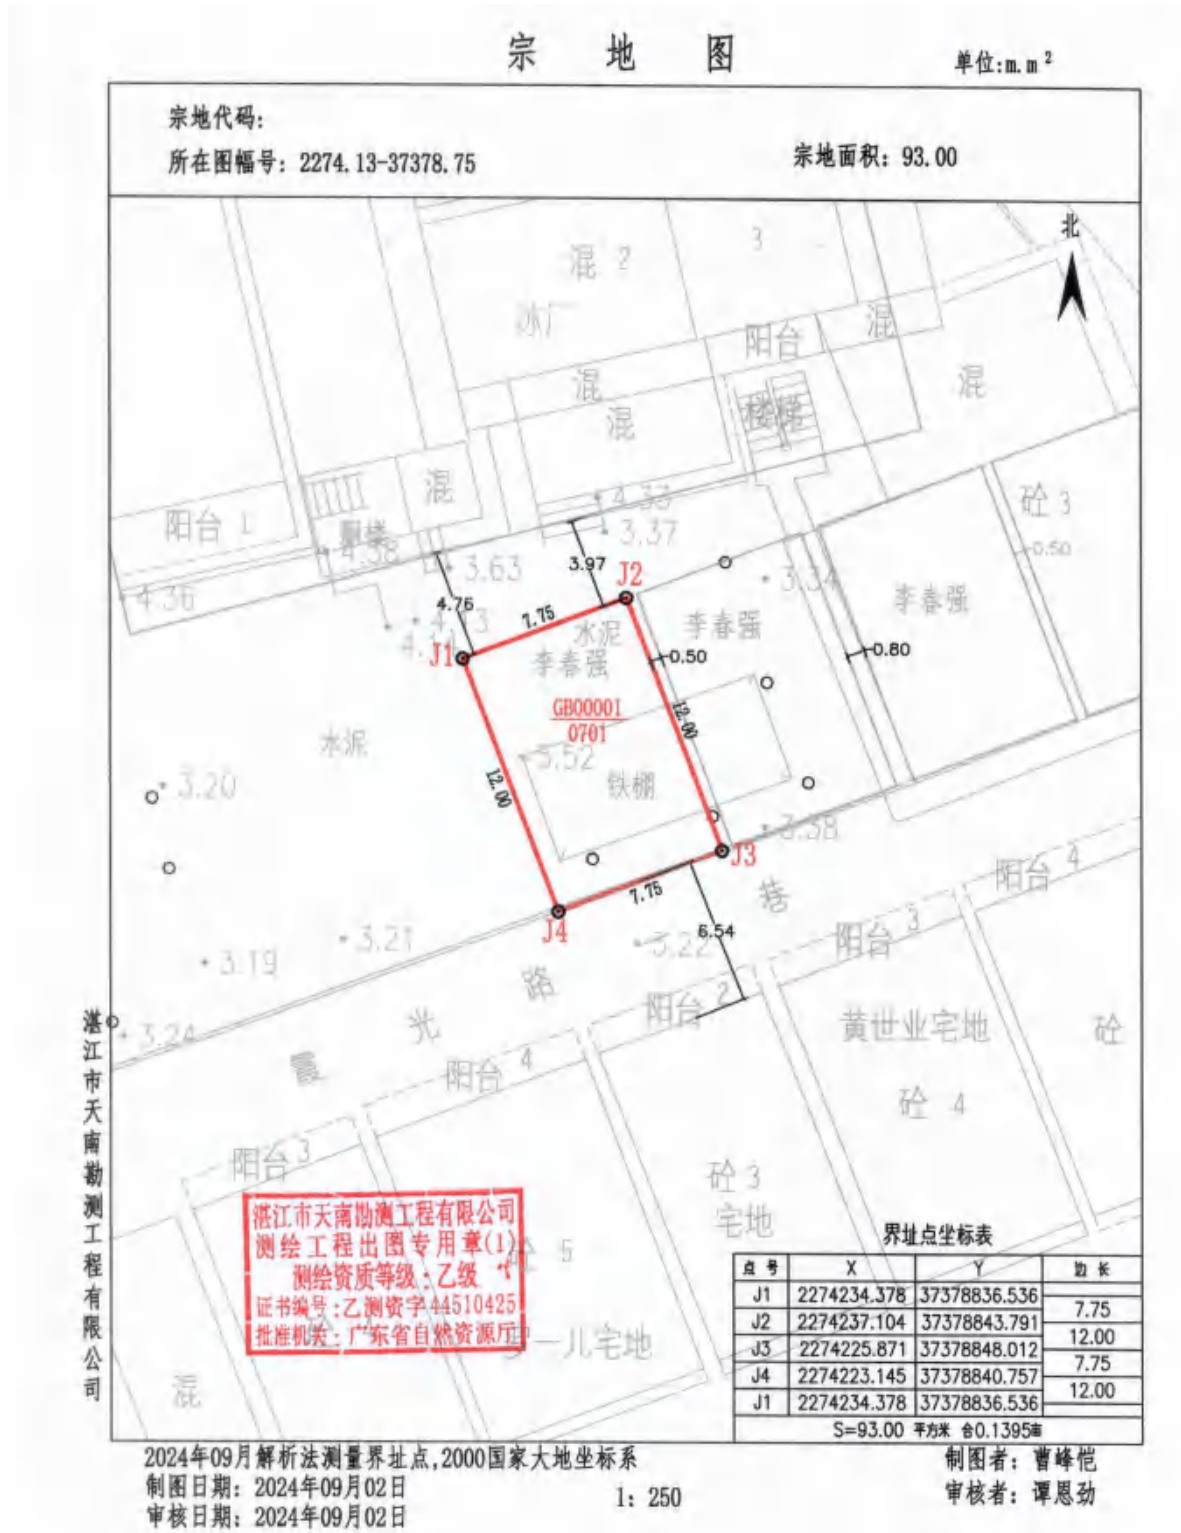 宗地图
单位:m.m²
宗地代码:
所在图幅号: 2274.13-37378.75
宗地面积: 93.00
北
混 2
3
冰厂
阳台
混
混
混
混
楼梯
混
阳台 1
砼 3
4.33
3.37
4.38
3.63
3.97
J2
0.50
4.36
4.76
7.75
3.34
李春强
4.13
水泥
李春强
J1
李春强
0.50
0.80
GB00001
0701
12.00
水泥
3.52
铁棚
12.00
3.20
3.38
J3
7.75
巷
阳台 4
J4
6.54
阳台 3
3.21
3.22
3.19
路
阳台 2
光
黄世业宅地
砼
3.24
霞
阳台 4
砼 4
阳台 3
砼 3
宅地
湛江市天南勘测工程有限公司
测绘工程出图专用章(1)
测绘资质等级:乙级
证书编号:乙测资字44510425
批准机关:广东省自然资源厅
5
一儿宅地
混
湛江市天南勘测工程有限公司
界址点坐标表
点号 X Y 边长
J1 2274234.378 37378836.536
7.75
J2 2274237.104 37378843.791
12.00
J3 2274225.871 37378848.012
7.75
J4 2274223.145 37378840.757
12.00
J1 2274234.378 37378836.536
S=93.00 平方米 合0.1395亩
2024年09月解析法测量界址点,2000国家大地坐标系
制图日期: 2024年09月02日
审核日期: 2024年09月02日
1: 250
制图者: 曹峰恺
审核者: 谭恩劲